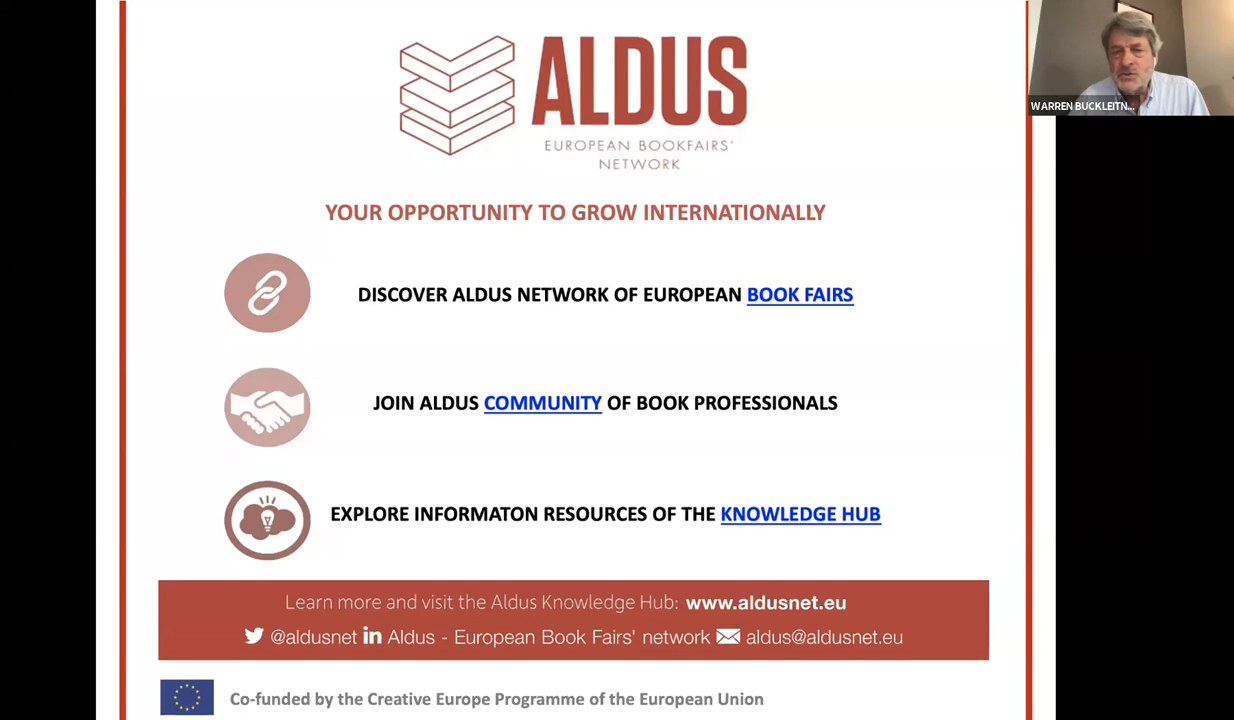 ALDUS
EUROPEAN BOOKFAIRS'
NETWORK
WARREN BUCKLEITN...
YOUR OPPORTUNITY TO GROW INTERNATIONALLY
DISCOVER ALDUS NETWORK OF EUROPEAN BOOK FAIRS
JOIN ALDUS COMMUNITY OF BOOK PROFESSIONALS
EXPLORE INFORMATON RESOURCES OF THE KNOWLEDGE HUB
Learn more and visit the Aldus Knowledge Hub: www.aldusnet.eu
@aldusnet in Aldus - European Book Fairs' network aldus@aldusnet.eu
Co-funded by the Creative Europe Programme of the European Union